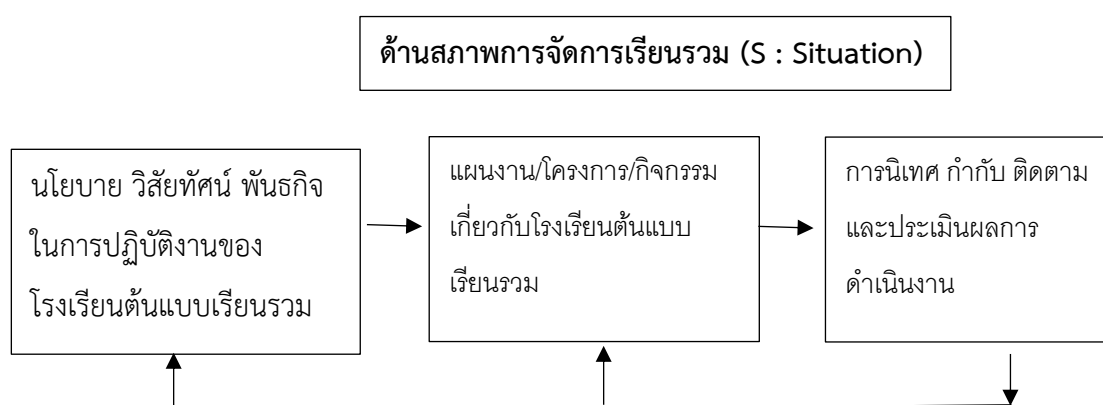 ด้านสภาพการจัดการเรียนรวม (S : Situation)
นโยบาย วิสัยทัศน์ พันธกิจ
ในการปฏิบัติงานของ
โรงเรียนต้นแบบเรียนรวม
แผนงาน/โครงการ/กิจกรรม
เกี่ยวกับโรงเรียนต้นแบบ
เรียนรวม
การนิเทศ กำกับ ติดตาม
และประเมินผลการ
ดำเนินงาน